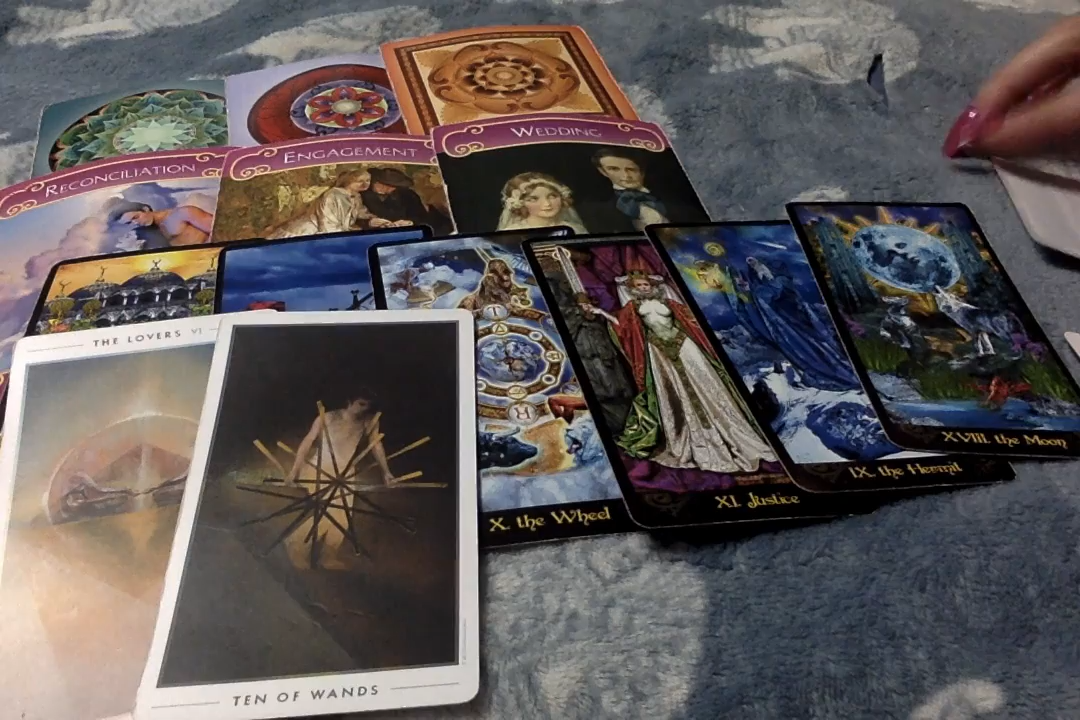 RECONCILIATION
ENGAGEMENT
WEDDING
THE LOVERS VI
TEN OF WANDS
X. the Wheel
XI. Justice
IX. the Hermit
XVIII. the Moon